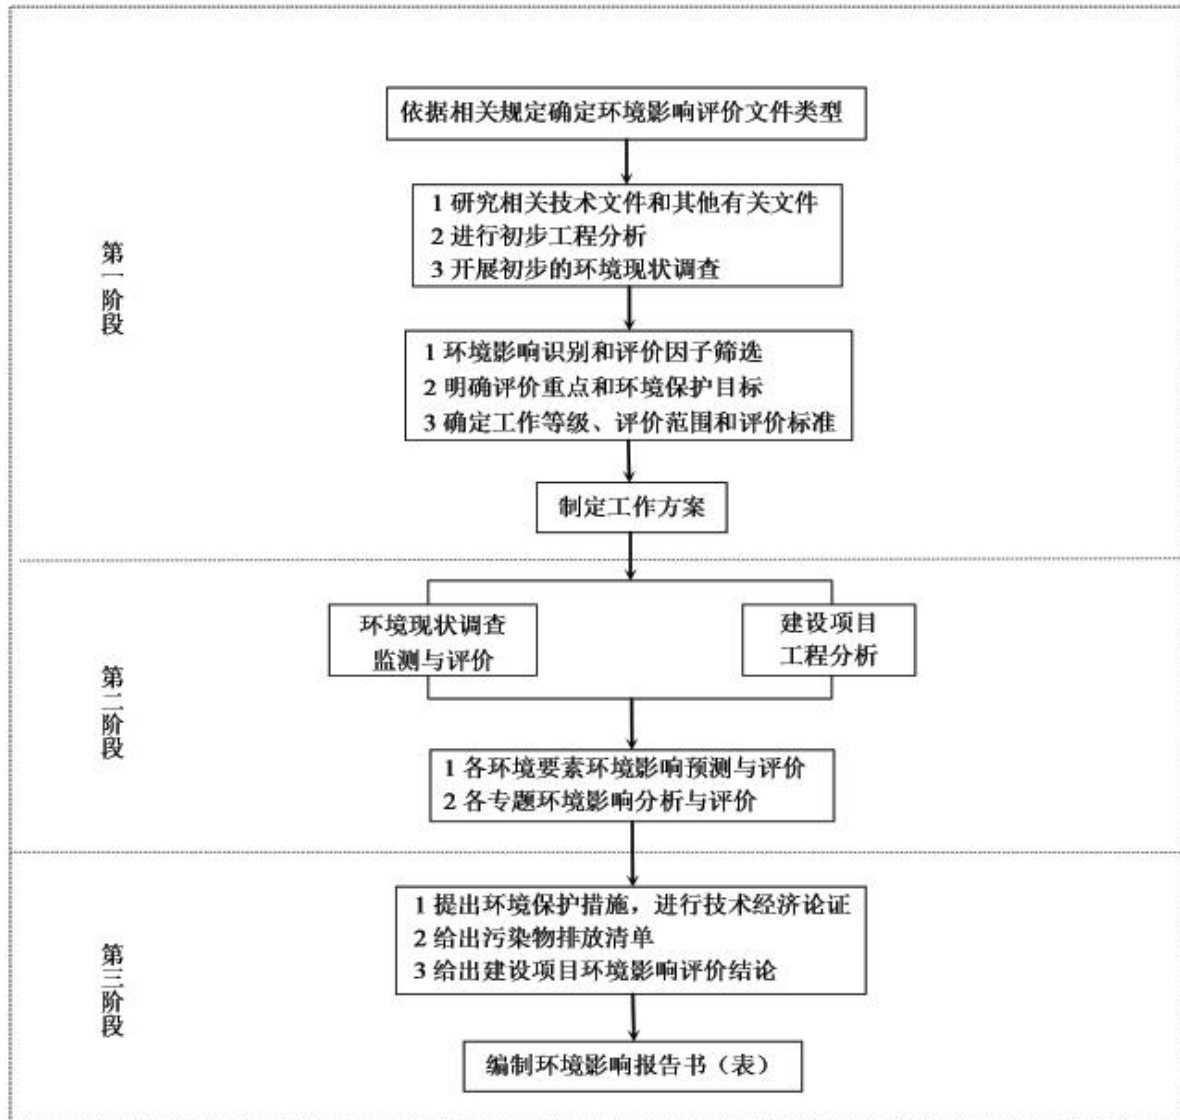 依据相关规定确定环境影响评价文件类型
1 研究相关技术文件和其他有关文件
2 进行初步工程分析
3 开展初步的环境现状调查
第一阶段
1 环境影响识别和评价因子筛选
2 明确评价重点和环境保护目标
3 确定工作等级、评价范围和评价标准
制定工作方案
环境现状调查
监测与评价
建设项目
工程分析
第二阶段
1 各环境要素环境影响预测与评价
2 各专题环境影响分析与评价
1 提出环境保护措施，进行技术经济论证
2 给出污染物排放清单
3 给出建设项目环境影响评价结论
第三阶段
编制环境影响报告书（表）